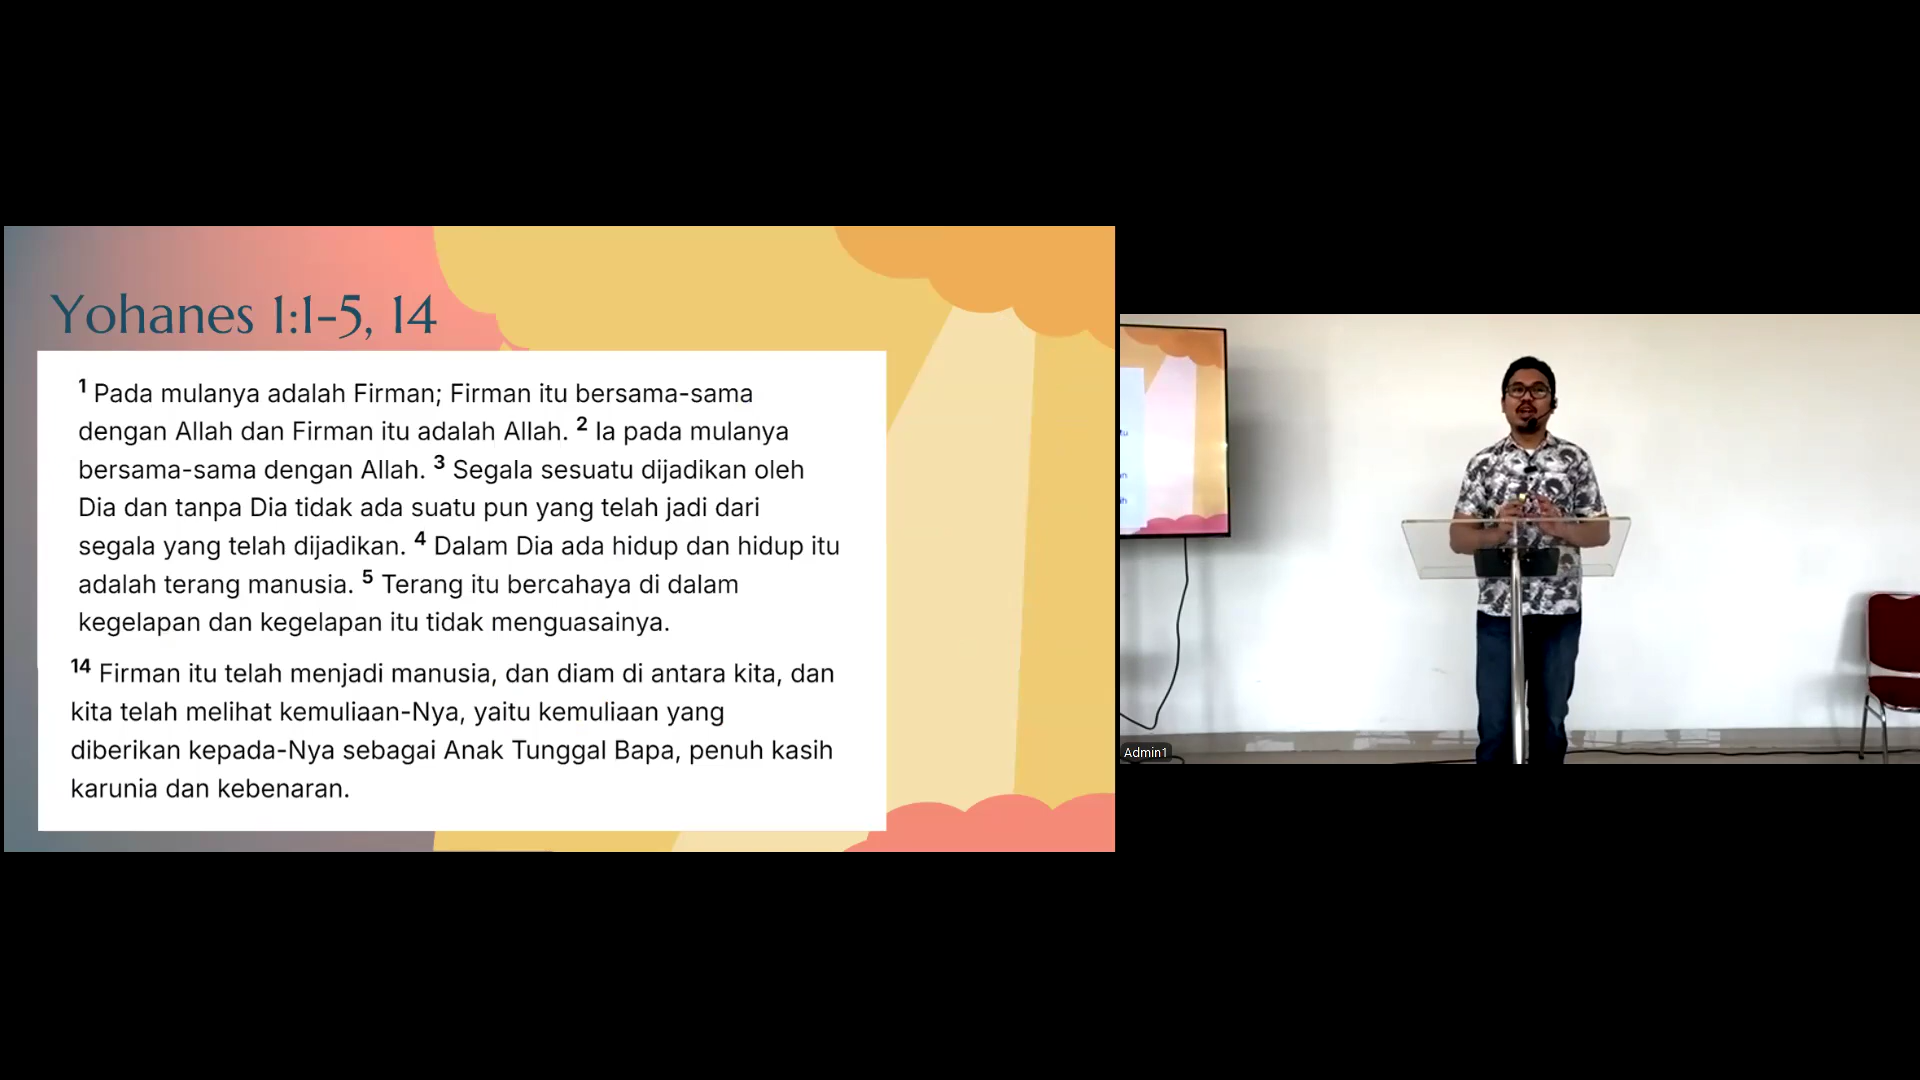 Yohanes 1:1-5, 14
1 Pada mulanya adalah Firman; Firman itu bersama-sama
dengan Allah dan Firman itu adalah Allah. 2 Ia pada mulanya
bersama-sama dengan Allah. 3 Segala sesuatu dijadikan oleh
Dia dan tanpa Dia tidak ada suatu pun yang telah jadi dari
segala yang telah dijadikan. 4 Dalam Dia ada hidup dan hidup itu
adalah terang manusia. 5 Terang itu bercahaya di dalam
kegelapan dan kegelapan itu tidak menguasainya.
14 Firman itu telah menjadi manusia, dan diam di antara kita, dan
kita telah melihat kemuliaan-Nya, yaitu kemuliaan yang
diberikan kepada-Nya sebagai Anak Tunggal Bapa, penuh kasih
karunia dan kebenaran.
Admin1